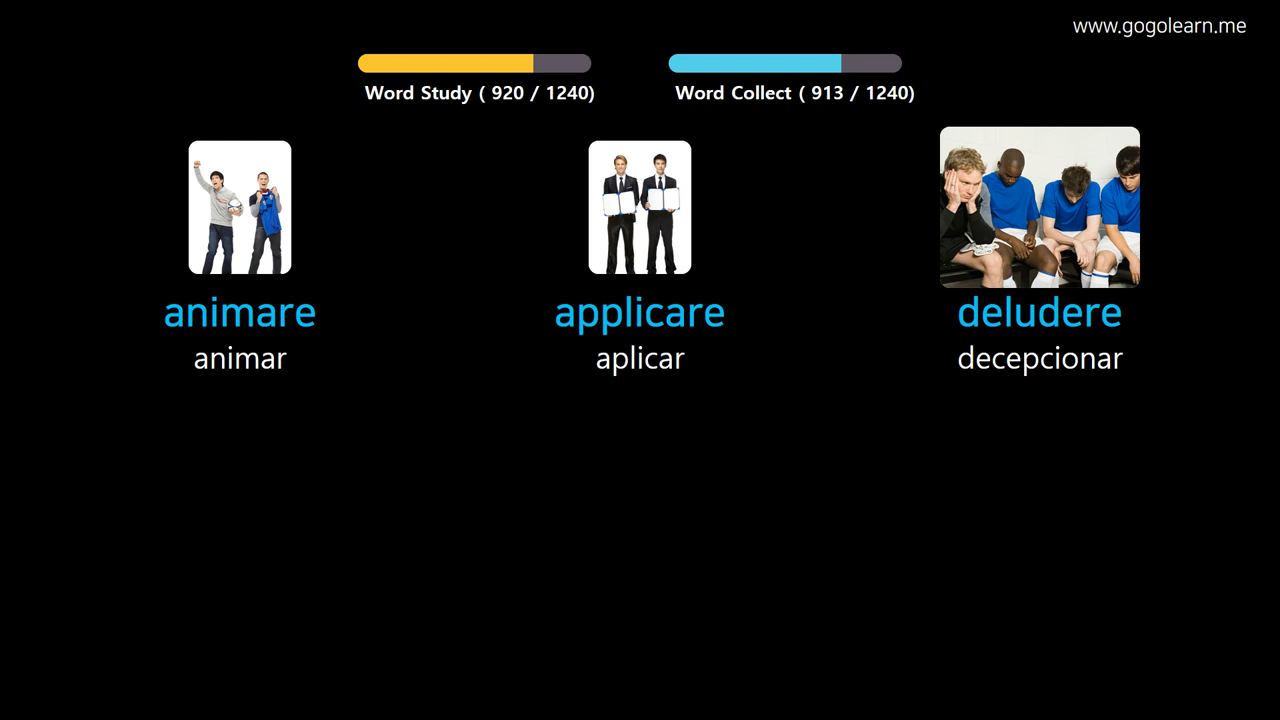 www.gogolearn.me
Word Study ( 920 / 1240)
Word Collect ( 913 / 1240)
animare
applicare
deludere
animar
aplicar
decepcionar